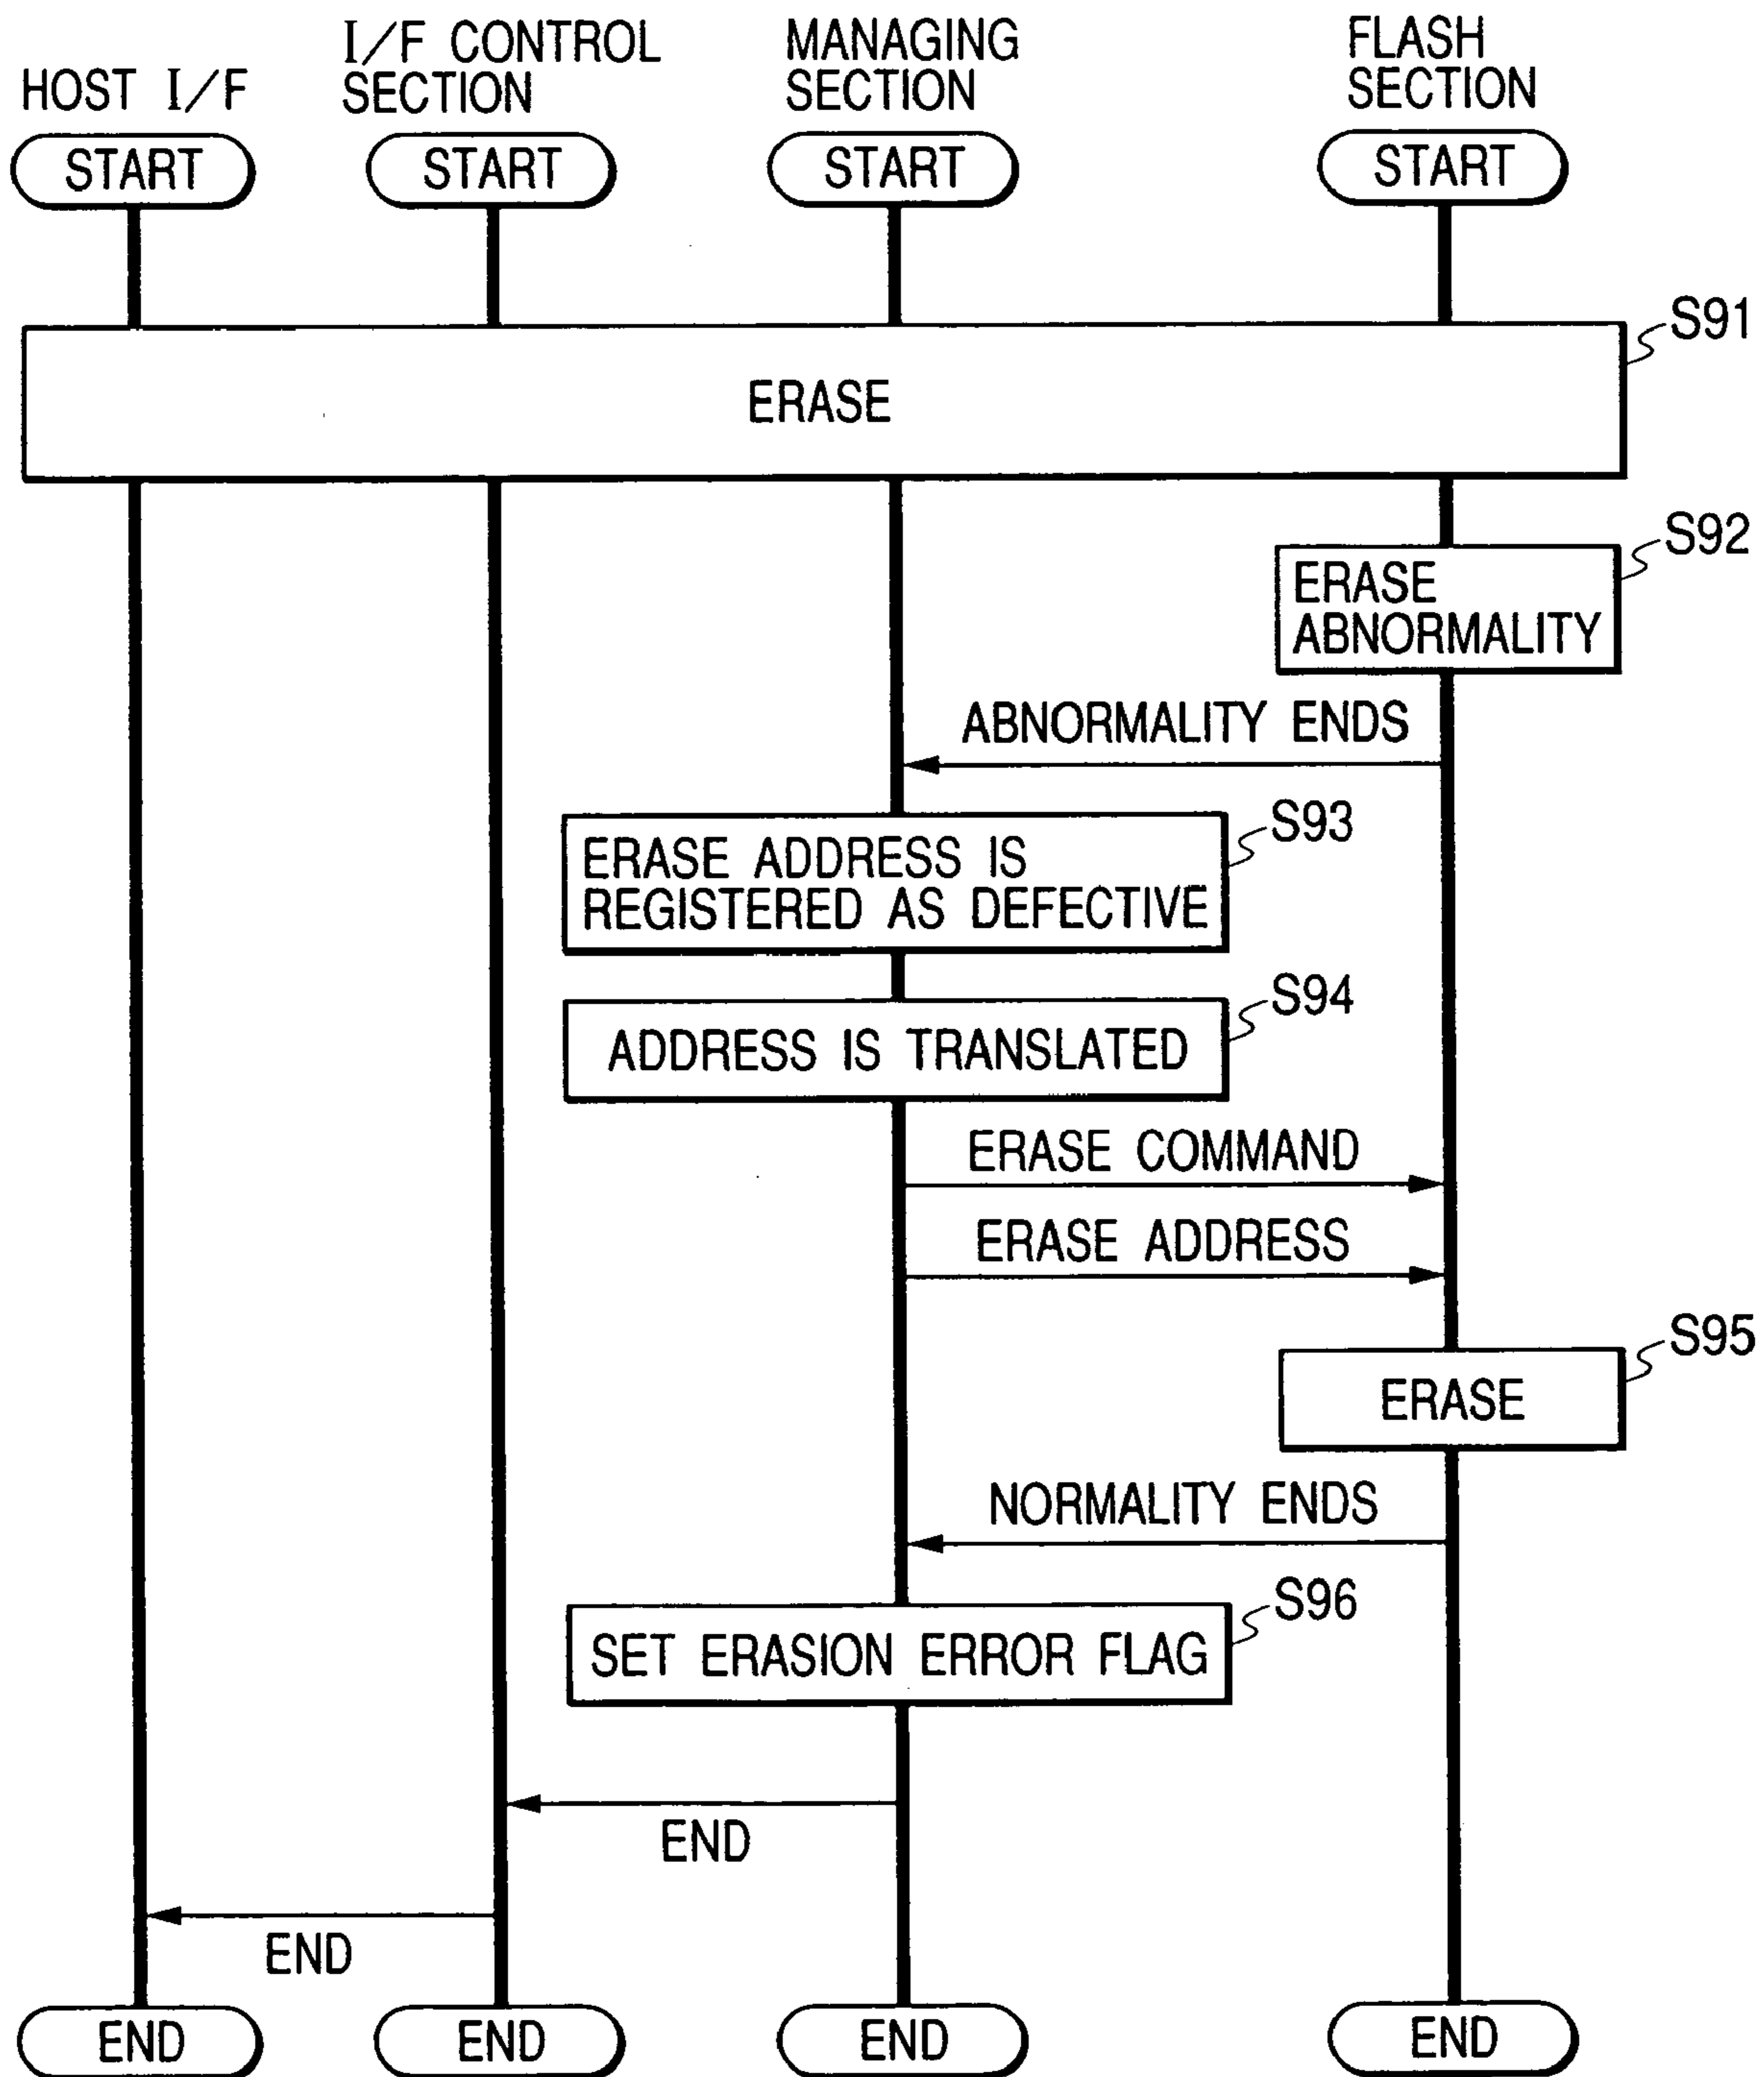 HOST I/F
I/F CONTROL
SECTION
MANAGING
SECTION
FLASH
SECTION
START
START
START
START
S91
ERASE
S92
ERASE
ABNORMALITY
ABNORMALITY ENDS
S93
ERASE ADDRESS IS
REGISTERED AS DEFECTIVE
S94
ADDRESS IS TRANSLATED
ERASE COMMAND
ERASE ADDRESS
S95
ERASE
NORMALITY ENDS
S96
SET ERASION ERROR FLAG
END
END
END
END
END
END